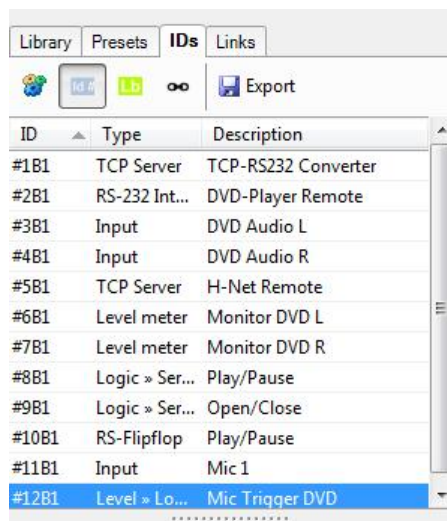 Library Presets IDs Links
Id # Lb Export
ID Type Description
#1B1 TCP Server TCP-RS232 Converter
#2B1 RS-232 Int... DVD-Player Remote
#3B1 Input DVD Audio L
#4B1 Input DVD Audio R
#5B1 TCP Server H-Net Remote
#6B1 Level meter Monitor DVD L
#7B1 Level meter Monitor DVD R
#8B1 Logic » Ser... Play/Pause
#9B1 Logic » Ser... Open/Close
#10B1 RS-Flipflop Play/Pause
#11B1 Input Mic 1
#12B1 Level » Lo... Mic Trigger DVD